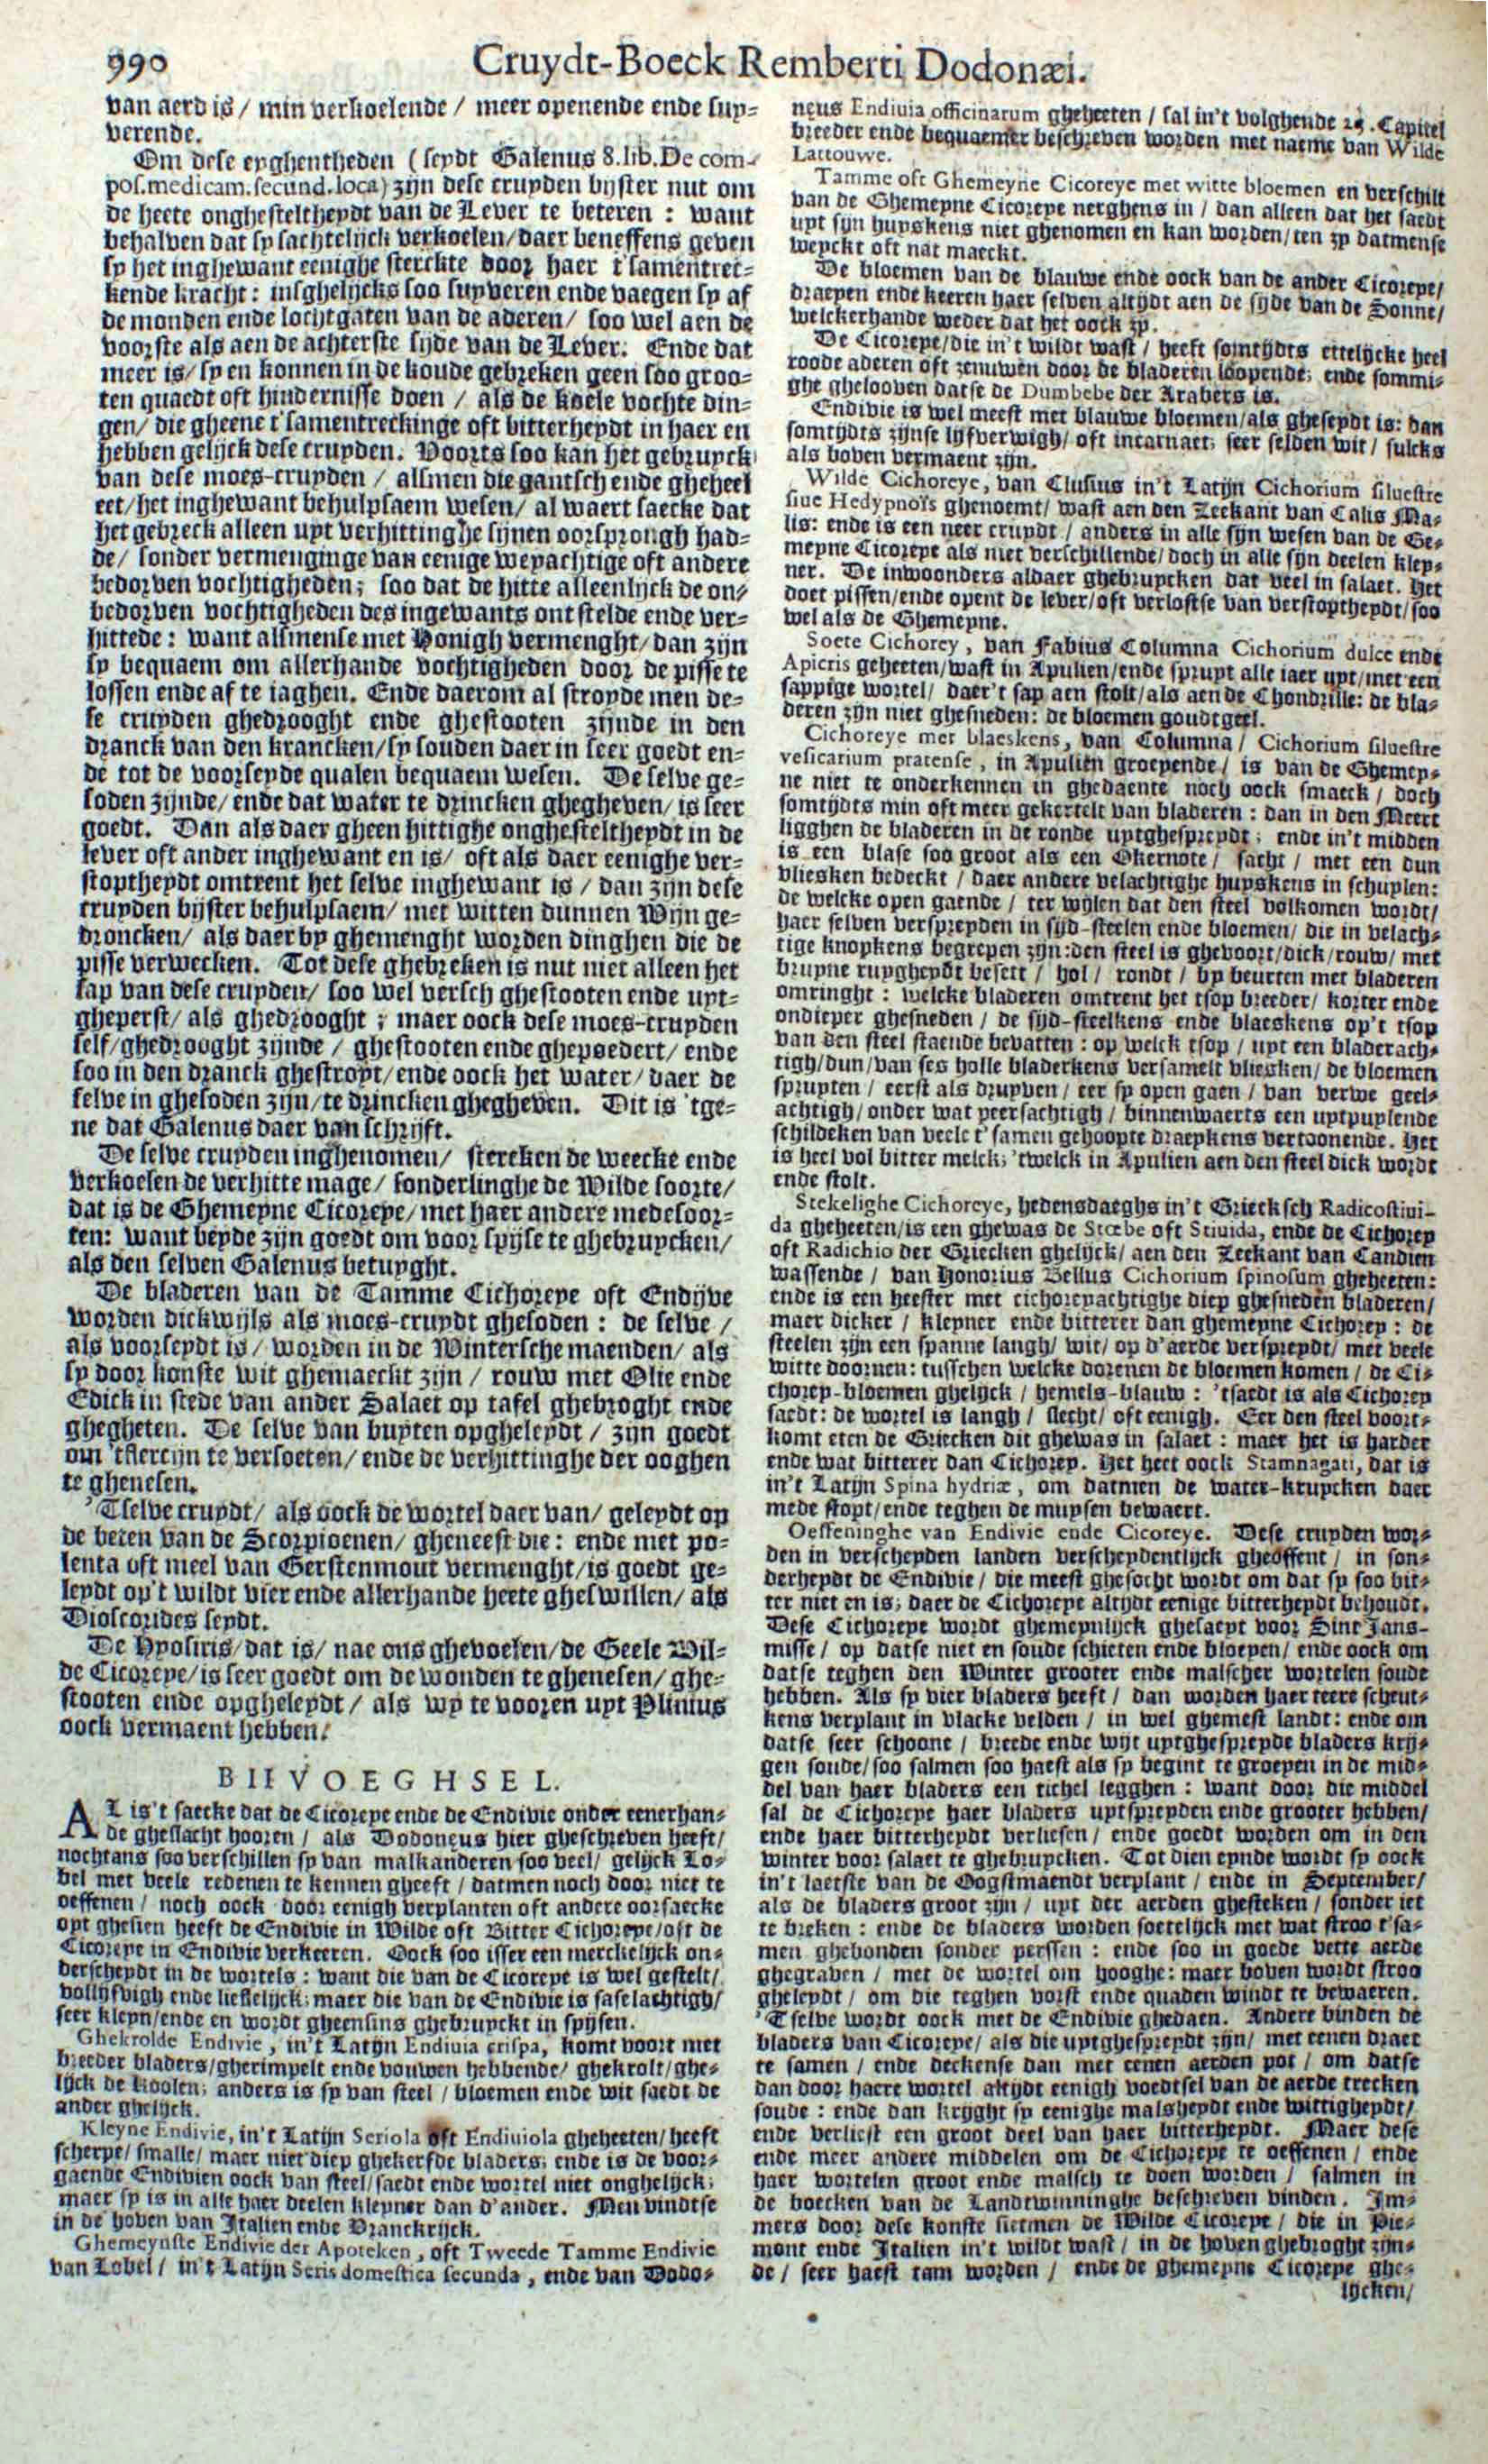 990
Cruydt-Boeck Remberti Dodonæi.
van aerd is / min verkoelende / meer openende ende suy-
verende.
Om dese eyghentheden (seydt Galenus 8. lib. De com-
pos. medicam. secund. loca) zijn dese cruyden bijster nut om
de heete onghesteltheydt van de Lever te beteren : want
behalven dat sy sachtelijck verkoelen / daer beneffens geven
sy het inghewant eenighe sterckte door haer t'samentrec-
kende kracht : insghelijcks soo suyveren ende vaegen sy af
de monden ende lochtgaten van de aderen / soo wel aen de
voorste als aen de achterste sijde van de Lever. Ende dat
meer is / sy en konnen in de koude gebreken geen soo groo-
ten quaedt oft hindernisse doen / als de koele vochte din-
gen / die gheene t'samentreckinge oft bitterheydt in haer en
hebben gelijck dese cruyden. Voorts soo kan het gebruyck
van dese moes-cruyden / alsmen die gantsch ende gheheel
eet / het inghewant behulpsaem wesen / al waert saecke dat
het gebreck alleen uyt verhittinghe sijnen oorsprongh had-
de / sonder vermenginge van eenige weyachtige oft andere
bedorven vochtigheden ; soo dat de hitte alleenlijck de on-
bedorven vochtigheden des ingewants ontstelde ende ver-
hittede : want alsmense met Honigh vermenght / dan zijn
sy bequaem om allerhande vochtigheden door de pisse te
lossen ende af te iaghen. Ende daerom al stroyde men de-
se cruyden ghedrooght ende ghestooten zijnde in den
dranck van den krancken / sy souden daer in seer goedt en-
de tot de voorseyde qualen bequaem wesen. De selve ge-
soden zijnde / ende dat water te drincken ghegheven / is seer
goedt. Dan als daer gheen hittighe onghesteltheydt in de
lever oft ander inghewant en is / oft als daer eenighe ver-
stoptheydt omtrent het selve inghewant is / dan zijn dese
cruyden bijster behulpsaem / met witten dunnen Wijn ge-
droncken / als daer by ghemenght worden dinghen die de
pisse verwecken. Tot dese ghebreken is nut niet alleen het
sap van dese cruyden / soo wel versch ghestooten ende uyt-
gheperst / als ghedrooght ; maer oock dese moes-cruyden
self / ghedrooght zijnde / ghestooten ende ghepoedert / ende
soo in den dranck ghestroyt / ende oock het water / daer de
selve in ghesoden zijn / te drincken ghegheven. Dit is 'tge-
ne dat Galenus daer van schrijft.
De selve cruyden inghenomen / stercken de weecke ende
verkoelen de verhitte mage / sonderlinghe de Wilde soorte /
dat is de Ghemeyne Cicoreye / met haer andere medesoor-
ten : want beyde zijn goedt om voor spijse te ghebruycken /
als den selven Galenus betuyght.
De bladeren van de Tamme Cichoreye oft Endijve
worden dickwijls als moes-cruydt ghesoden : de selve /
als voorseydt is / worden in de Wintersche maenden / als
sy door konste wit ghemaeckt zijn / rouw met Olie ende
Edick in stede van ander Salaet op tafel ghebroght ende
ghegheten. De selve van buyten opgheleydt / zijn goedt
om 'tflercijn te versoeten / ende de verhittinghe der ooghen
te ghenesen.
'Tselve cruydt / als oock de wortel daer van / geleydt op
de beten van de Scorpioenen / gheneest die : ende met po-
lenta oft meel van Gerstenmout vermenght / is goedt ge-
leydt op't wildt vier ende allerhande heete gheswillen / als
Dioscorides seydt.
De Hyosiris / dat is / nae ons ghevoelen / de Geele Wil-
de Cicoreye / is seer goedt om de wonden te ghenesen / ghe-
stooten ende opgheleydt / als wy te vooren uyt Plinius
oock vermaent hebben.
BIIVOEGHSEL.
AL is't saecke dat de Cicoreye ende de Endivie onder eenerhan-
de gheslacht hooren / als Dodonęus hier gheschreven heeft /
nochtans soo verschillen sy van malkanderen soo veel / gelijck Lo-
bel met veele redenen te kennen gheeft / datmen noch door niet te
oeffenen / noch oock door eenigh verplanten oft andere oorsaecke
oyt ghesien heeft de Endivie in Wilde oft Bitter Cichoreye / oft de
Cicoreye in Endivie verkeeren. Oock soo isser een merckelijck on-
derscheydt in de wortels : want die van de Cicoreye is wel gestelt /
vollijfvigh ende lieflelijck ; maer die van de Endivie is faselachtigh /
seer kleyn / ende en wordt gheensins ghebruyckt in spijsen.
Ghekrolde Endivie, in't Latijn Endiuia crispa, komt voort met
breeder bladers / gherimpelt ende vouwen hebbende / ghekrolt / ghe-
lijck de koolen ; anders is sy van steel / bloemen ende wit saedt de
ander ghelijck.
Kleyne Endivie, in't Latijn Seriola oft Endiuiola gheheeten / heeft
scherpe / smalle / maer niet diep ghekerfde bladers ; ende is de voor-
gaende Endivien oock van steel / saedt ende wortel niet onghelijck ;
maer sy is in alle haer deelen kleyner dan d'ander. Men vindtse
in de hoven van Italien ende Vranckrijck.
Ghemeynste Endivie der Apoteken, oft Tweede Tamme Endivie
van Lobel / in't Latijn Seris domestica secunda, ende van Dodo-
nęus Endiuia officinarum gheheeten / sal in't volghende 25. Capitel
breeder ende bequaemer beschreven worden met naeme van Wilde
Lattouwe.
Tamme oft Ghemeyne Cicoreye met witte bloemen en verschilt
van de Ghemeyne Cicoreye nerghens in / dan alleen dat het saedt
uyt sijn huyskens niet ghenomen en kan worden / ten zy datmense
weyckt oft nat maeckt.
De bloemen van de blauwe ende oock van de ander Cicoreye /
draeyen ende keeren haer selven altijdt aen de sijde van de Sonne /
welckerhande weder dat het oock zy.
De Cicoreye / die in't wildt wast / heeft somtijdts ettelijcke heel
roode aderen oft zenuwen door de bladeren loopende ; ende sommi-
ghe ghelooven datse de Dumbebe der Arabers is.
Endivie is wel meest met blauwe bloemen / als gheseydt is : dan
somtijdts zijnse lijfverwigh / oft incarnaet ; seer selden wit / sulcks
als boven vermaent zijn.
Wilde Cichoreye, van Clusius in't Latijn Cichorium siluestre
siue Hedypnoïs ghenoemt / wast aen den Zeekant van Calis Ma-
lis : ende is een neer cruydt / anders in alle sijn wesen van de Ge-
meyne Cicoreye als niet verschillende / doch in alle sijn deelen kley-
ner. De inwoonders aldaer ghebruycken dat veel in salaet. Het
doet pissen / ende opent de lever / oft verlostse van verstoptheydt / soo
wel als de Ghemeyne.
Soete Cichorey, van Fabius Columna Cichorium dulce ende
Apicris geheeten / wast in Apulien / ende spruyt alle iaer uyt / met een
sappige wortel / daer't sap aen stolt / als aen de Chondrille : de bla-
deren zijn niet ghesneden : de bloemen goudtgeel.
Cichoreye met blaeskens, van Columna / Cichorium siluestre
vesicarium pratense, in Apulien groeyende / is van de Ghemey-
ne niet te onderkennen in ghedaente noch oock smaeck / doch
somtijdts min oft meer gekertelt van bladeren : dan in den Meert
ligghen de bladeren in de ronde uytghespreydt ; ende in't midden
is een blase soo groot als een Okernote / sacht / met een dun
vliesken bedeckt / daer andere velachtighe huyskens in schuylen :
de welcke open gaende / ter wijlen dat den steel volkomen wordt /
haer selven verspreyden in sijd-steelen ende bloemen / die in velach-
tige knopkens begrepen zijn : den steel is ghevoort / dick / rouw / met
bruyne ruygheydt besett / hol / rondt / by beurten met bladeren
omringht : welcke bladeren omtrent het tsop breeder / korter ende
ondieper ghesneden / de sijd-steelkens ende blaeskens op't tsop
van den steel staende bevatten : op welck tsop / uyt een bladerach-
tigh / dun / van ses holle bladerkens versamelt vliesken / de bloemen
spruyten / eerst als druyven / eer sy open gaen / van verwe geel-
achtigh / onder wat peersachtigh / binnenwaerts een uytpuylende
schildeken van veele t'samen gehoopte draeykens vertoonende. Het
is heel vol bitter melck ; 'twelck in Apulien aen den steel dick wordt
ende stolt.
Stekelighe Cichoreye, hedensdaeghs in't Griecksch Radicostiui-
da gheheeten / is een ghewas de Stœbe oft Stiuida, ende de Cichorey
oft Radichio der Griecken ghelijck / aen den Zeekant van Candien
wassende / van Honorius Bellus Cichorium spinosum gheheeten :
ende is een heester met cichoreyachtighe diep ghesneden bladeren /
maer dicker / kleyner ende bitterer dan ghemeyne Cichorey : de
steelen zijn een spanne langh / wit / op d'aerde verspreydt / met veele
witte doornen : tusschen welcke dorenen de bloemen komen / de Ci-
chorey-bloemen ghelijck / hemels-blauw : 'tsaedt is als Cichorey
saedt : de wortel is langh / slecht / oft eenigh. Eer den steel voort-
komt eten de Griecken dit ghewas in salaet : maer het is harder
ende wat bitterer dan Cichorey. Het heet oock Stamnagati, dat is
in't Latijn Spina hydriæ, om datmen de water-kruycken daer
mede stopt / ende teghen de muysen bewaert.
Oeffeninghe van Endivie ende Cicoreye. Dese cruyden wor-
den in verscheyden landen verscheydentlijck gheoffent / in son-
derheydt de Endivie / die meest ghesocht wordt om dat sy soo bit-
ter niet en is ; daer de Cichoreye altijdt eenige bitterheydt behoudt.
Dese Cichoreye wordt ghemeynlijck ghesaeyt voor Sint Jans-
misse / op datse niet en soude schieten ende bloeyen / ende oock om
datse teghen den Winter grooter ende malscher wortelen soude
hebben. Als sy vier bladers heeft / dan worden haer teere scheut-
kens verplant in vlacke velden / in wel ghemest landt : ende om
datse seer schoone / breede ende wijt uytghespreyde bladers krij-
gen soude / soo salmen soo haest als sy begint te groeyen in de mid-
del van haer bladers een tichel legghen : want door die middel
sal de Cichoreye haer bladers uytspreyden ende grooter hebben /
ende haer bitterheydt verliesen / ende goedt worden om in den
winter voor salaet te ghebruycken. Tot dien eynde wordt sy oock
in't laetste van de Oogstmaendt verplant / ende in September /
als de bladers groot zijn / uyt der aerden ghesteken / sonder iet
te breken : ende de bladers worden soetelijck met wat stroo t'sa-
men ghebonden sonder perssen : ende soo in goede vette aerde
ghegraven / met de wortel om hooghe : maer boven wordt stroo
gheleydt / om die teghen vorst ende quaden windt te bewaeren.
'Tselve wordt oock met de Endivie ghedaen. Andere binden de
bladers van Cicoreye / als die uytghespreydt zijn / met eenen draet
te samen / ende deckense dan met eenen aerden pot / om datse
dan door haere wortel altijdt eenigh voedtsel van de aerde trecken
soude : ende dan krijght sy eenighe malsheydt ende wittigheydt /
ende verliest een groot deel van haer bitterheydt. Maer dese
ende meer andere middelen om de Cichoreye te oeffenen / ende
haer wortelen groot ende malsch te doen worden / salmen in
de boecken van de Landtwinninghe beschreven vinden. Im-
mers door dese konste sietmen de Wilde Cicoreye / die in Pie-
mont ende Italien in't wildt wast / in de hoven ghebroght zijn-
de / seer haest tam worden / ende de ghemeyne Cicoreye ghe-
lijcken /